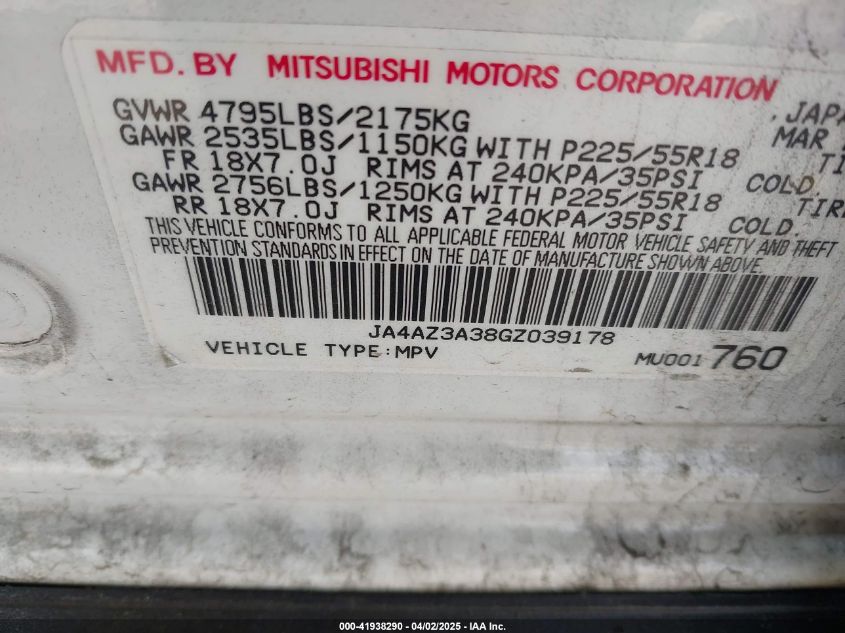 MFD. BY MITSUBISHI MOTORS CORPORATION
GVWR 4795LBS/2175KG
GAWR 2535LBS/1150KG WITH P225/55R18
FR 18X7.0J RIMS AT 240KPA/35PSI COLD.
GAWR 2756LBS/1250KG WITH P225/55R18
RR 18X7.0J RIMS AT 240KPA/35PSI COLD.
THIS VEHICLE CONFORMS TO ALL APPLICABLE FEDERAL MOTOR VEHICLE SAFETY AND THEFT
PREVENTION STANDARDS IN EFFECT ON THE DATE OF MANUFACTURE SHOWN ABOVE.
JA4AZ3A38GZ039178
VEHICLE TYPE:MPV MU001760
MAR
000-41938290 - 04/02/2025 - IAA Inc.